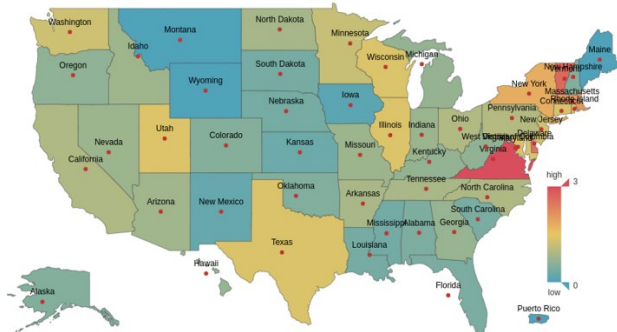 Washington
Montana
North Dakota
Minnesota
Michigan
Maine
Idaho
Oregon
South Dakota
Wisconsin
Vermont
New Hampshire
Massachusetts
Wyoming
Iowa
New York
Rhode Island
Connecticut
Nebraska
Pennsylvania
New Jersey
Nevada
Utah
Colorado
Kansas
Illinois
Indiana
Ohio
Delaware
West Virginia
Virginia
California
Missouri
Kentucky
Tennessee
North Carolina
Arizona
New Mexico
Oklahoma
Arkansas
South Carolina
Mississippi
Alabama
Georgia
Texas
Louisiana
Hawaii
Alaska
Florida
Puerto Rico
high
3
0
low